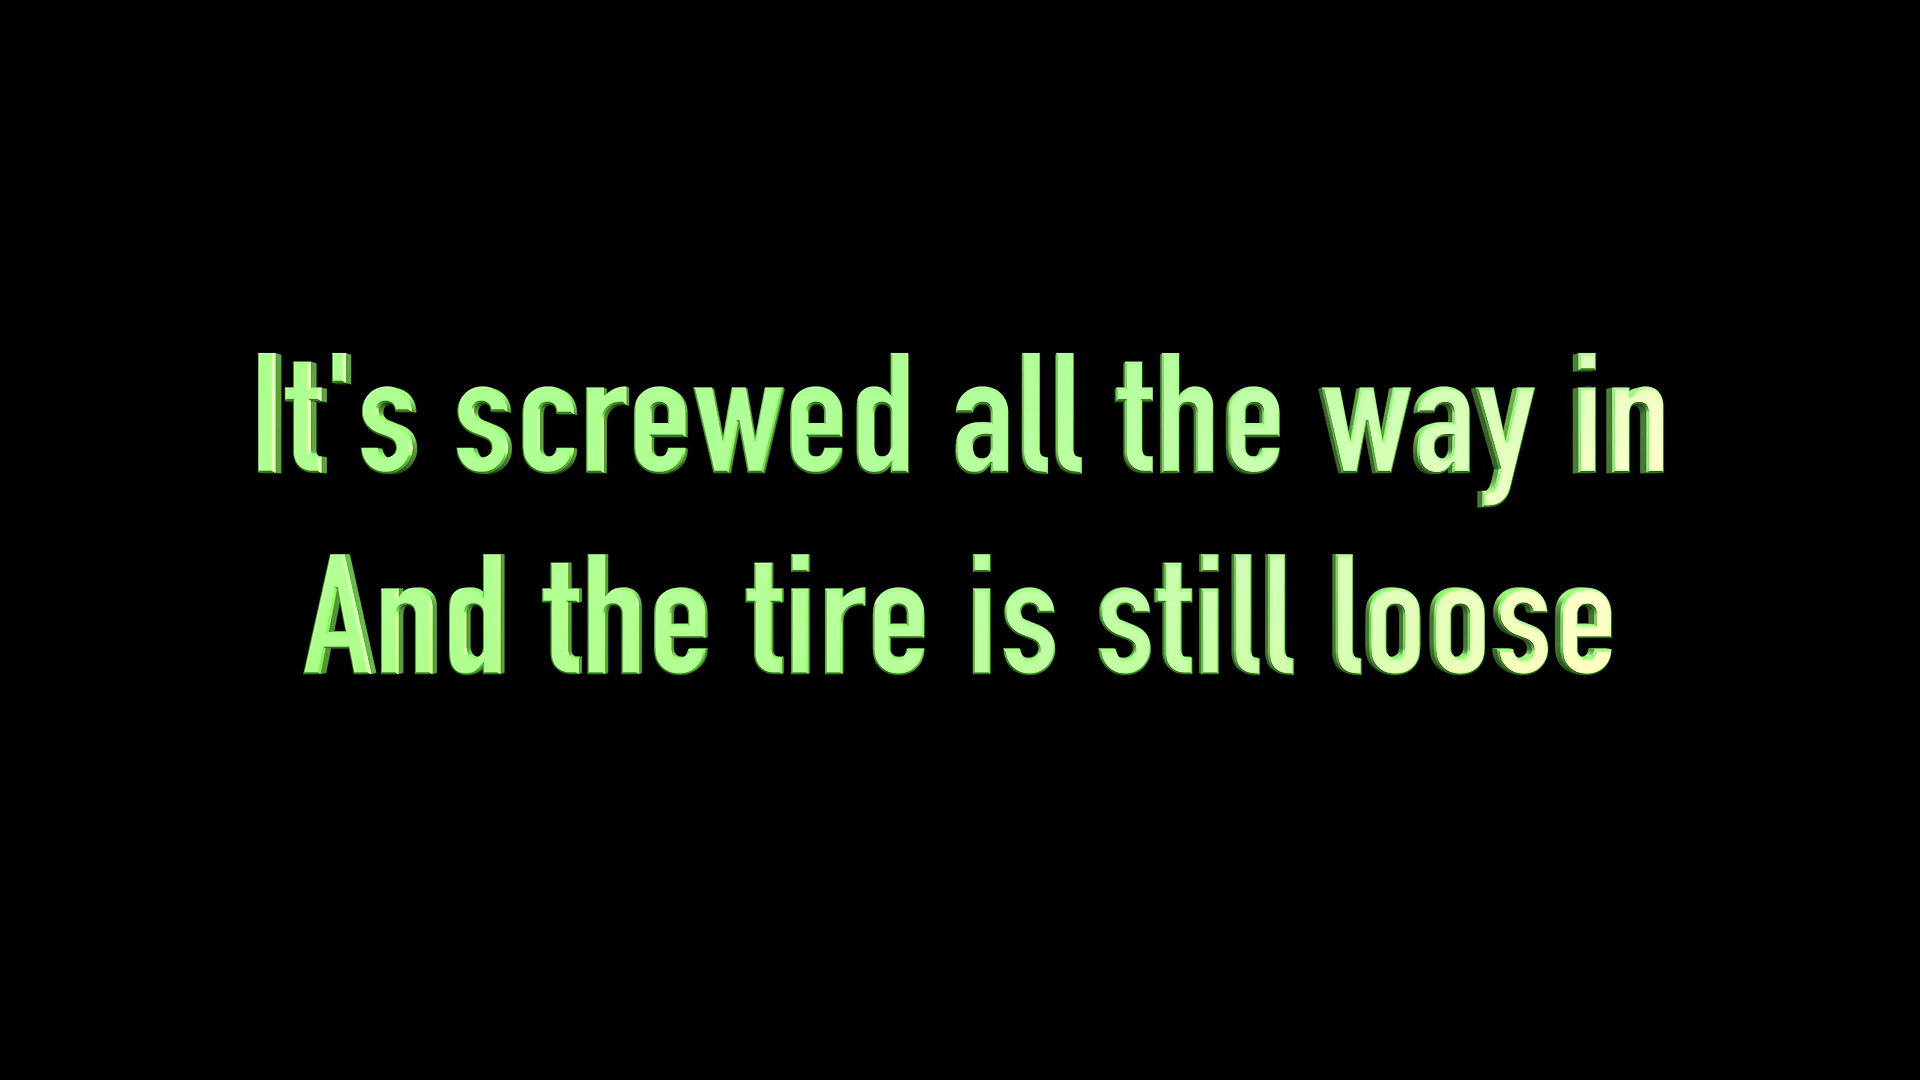 It's screwed all the way in
And the tire is still loose